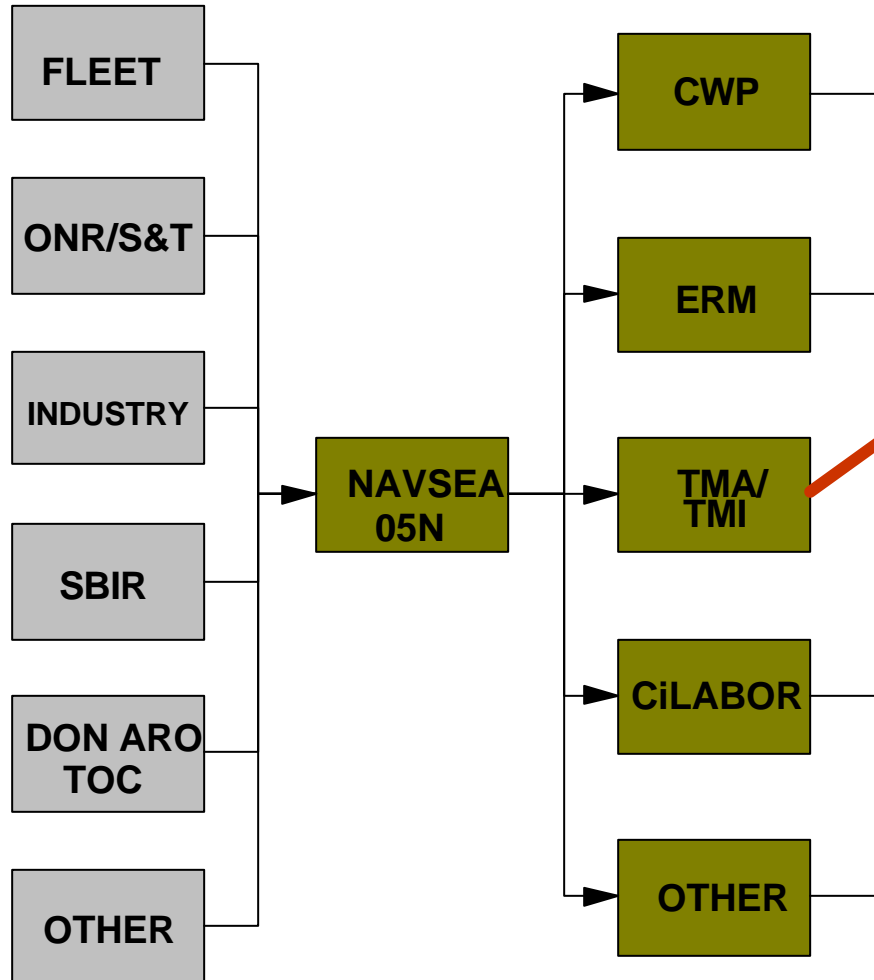 FLEET
ONR/S&T
INDUSTRY
SBIR
DON ARO
TOC
OTHER
NAVSEA
05N
CWP
ERM
TMA/
TMI
CiLABOR
OTHER